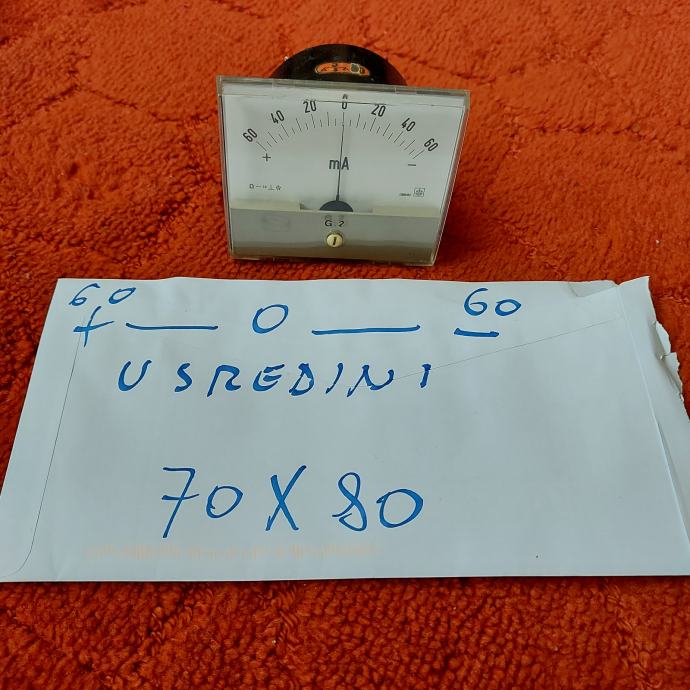 60 40 20 0 20 40 60
+ mA -
G.2
60 60
+ — 0 — -
U SREDINI
70 X 80